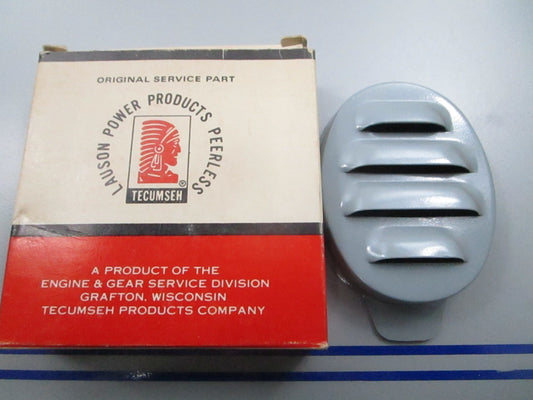 ORIGINAL SERVICE PART
LAUSON POWER PRODUCTS PEERLESS
TECUMSEH ®
A PRODUCT OF THE
ENGINE & GEAR SERVICE DIVISION
GRAFTON, WISCONSIN
TECUMSEH PRODUCTS COMPANY